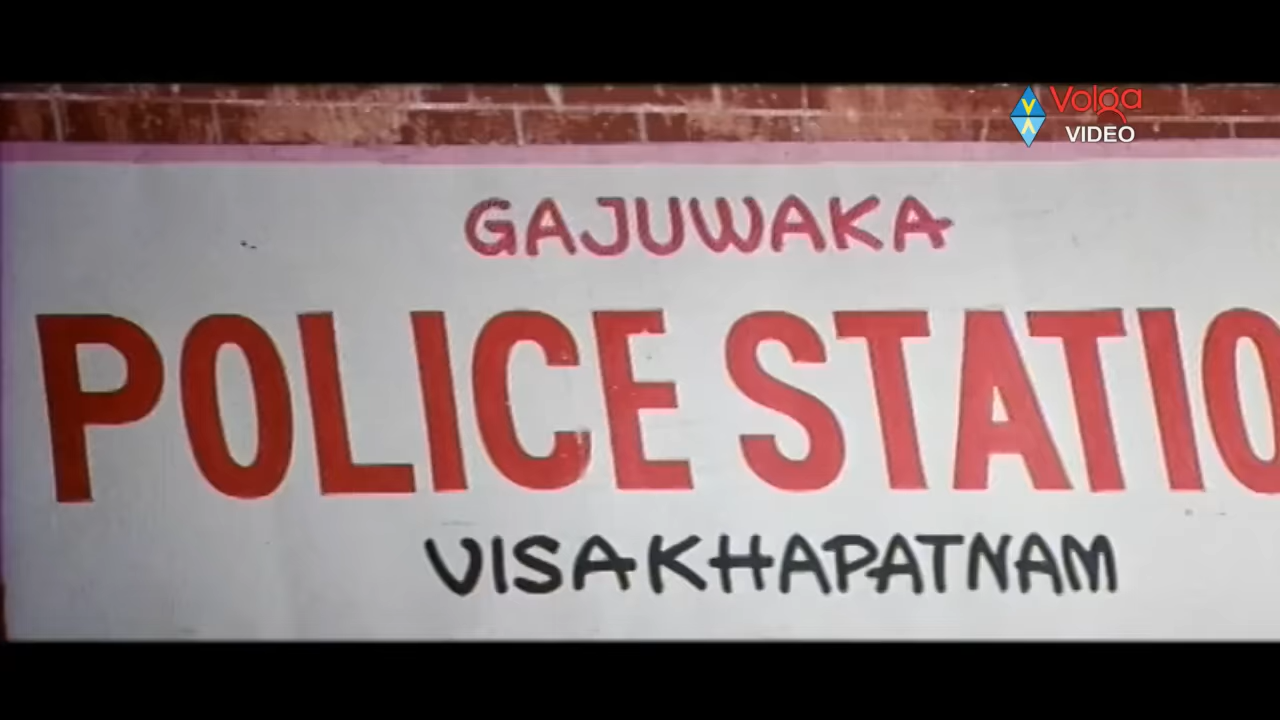 Volga
VIDEO
GAJUWAKA
POLICE STATIO
VISAKHAPATNAM